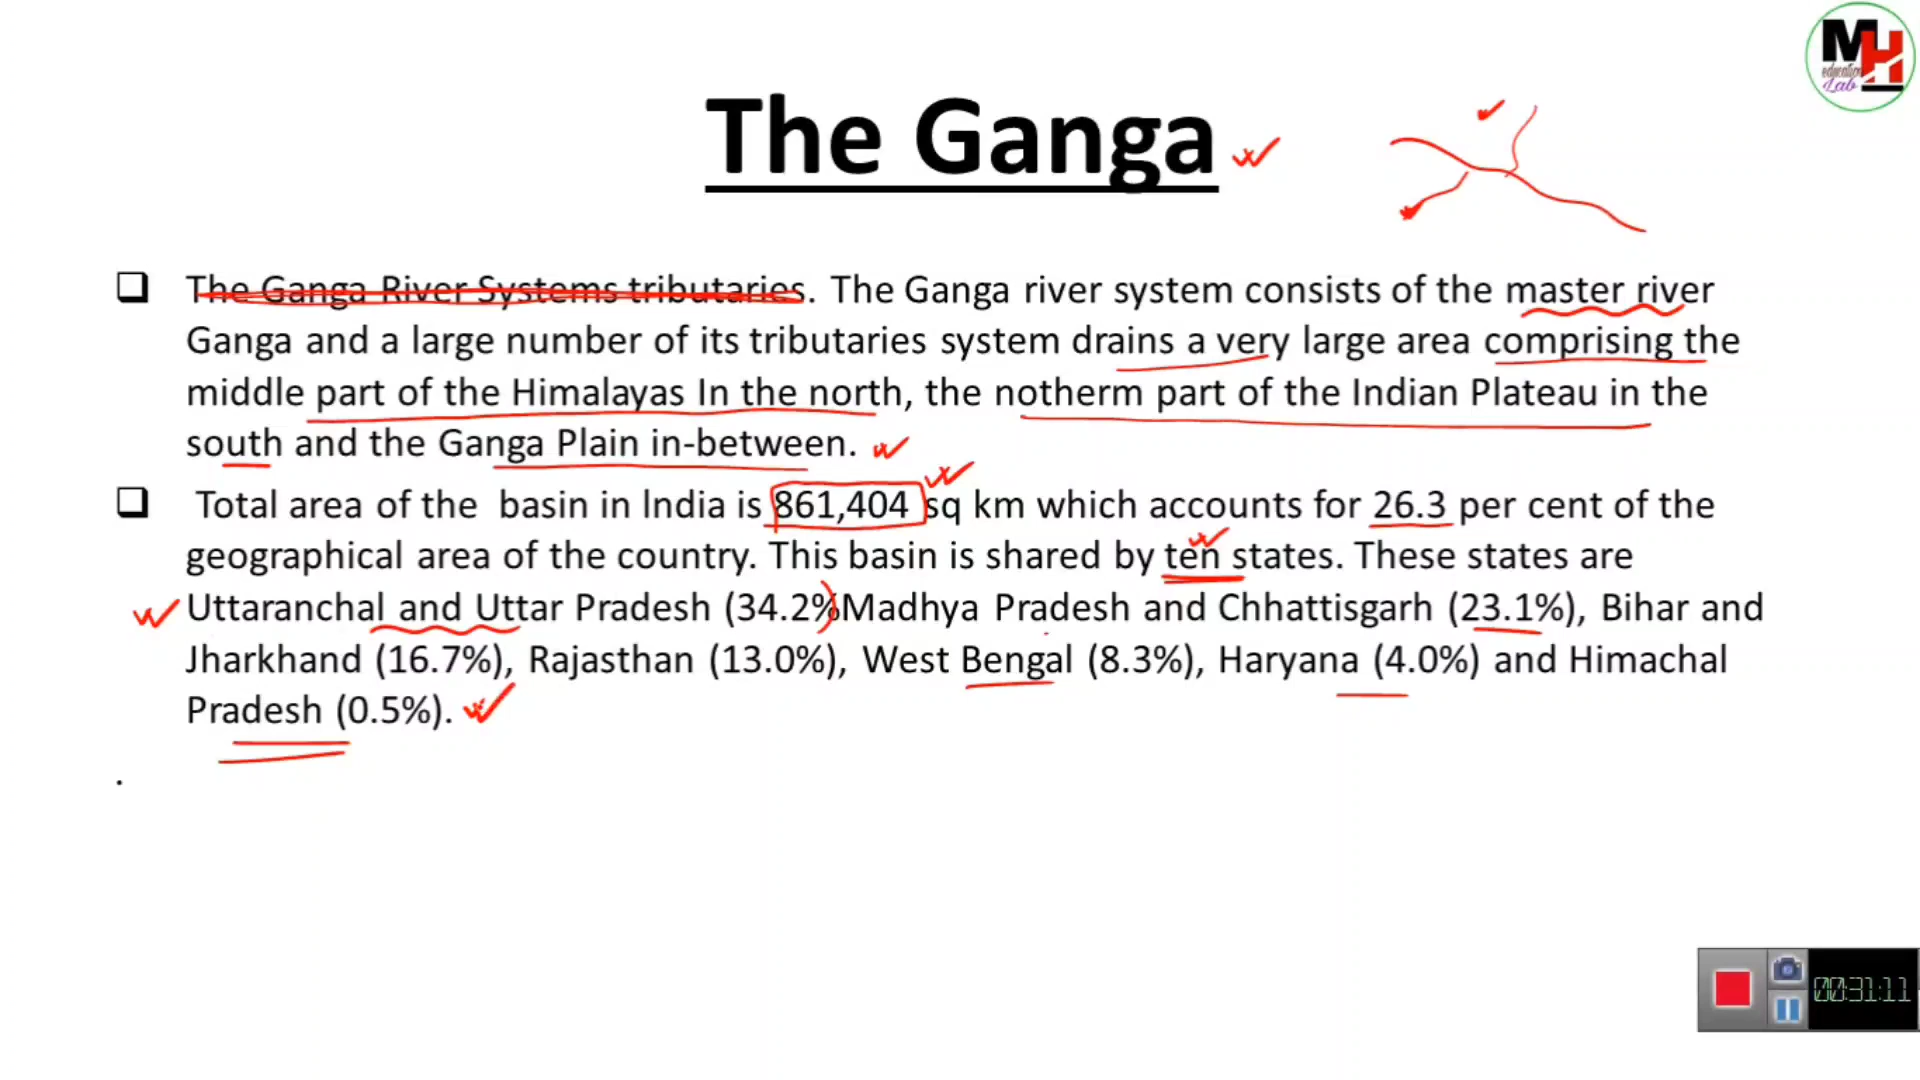 MH
education
Lab
The Ganga
The Ganga River Systems tributaries. The Ganga river system consists of the master river
Ganga and a large number of its tributaries system drains a very large area comprising the
middle part of the Himalayas In the north, the notherm part of the Indian Plateau in the
south and the Ganga Plain in-between.
Total area of the basin in lndia is 861,404 sq km which accounts for 26.3 per cent of the
geographical area of the country. This basin is shared by ten states. These states are
Uttaranchal and Uttar Pradesh (34.2%)Madhya Pradesh and Chhattisgarh (23.1%), Bihar and
Jharkhand (16.7%), Rajasthan (13.0%), West Bengal (8.3%), Haryana (4.0%) and Himachal
Pradesh (0.5%).
.
00:31:11